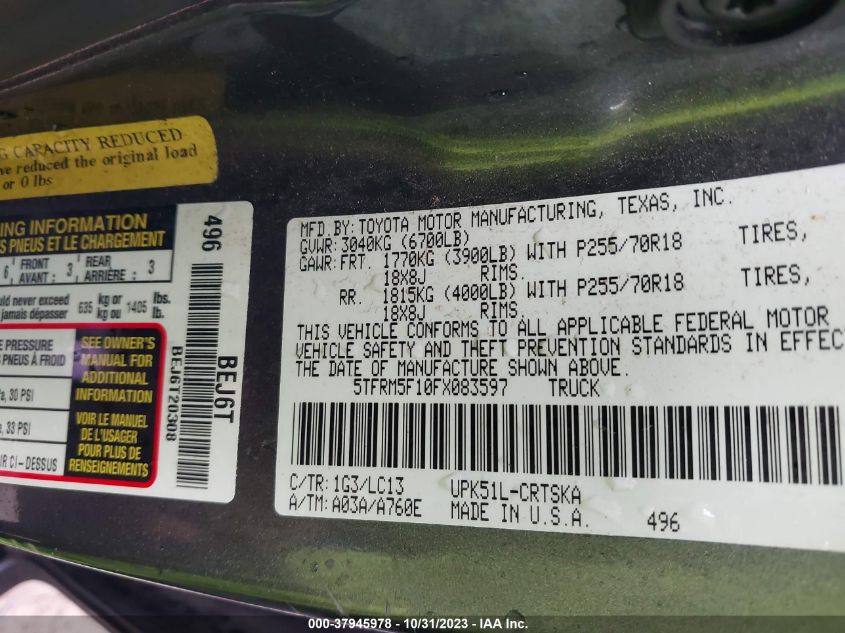 G CAPACITY REDUCED
ve reduced the original load
or 0 lbs
ING INFORMATION
S PNEUS ET LE CHARGEMENT
6 FRONT AVANT : 3 REAR ARRIÈRE : 3
uld never exceed
jamais dépasser 635 kg or kg ou 1405 lbs. lb.
E PRESSURE
PNEUS À FROID
, 30 PSI
, 33 PSI
IR CI-DESSUS
SEE OWNER'S
MANUAL FOR
ADDITIONAL
INFORMATION
VOIR LE MANUEL
DE L'USAGER
POUR PLUS DE
RENSEIGNEMENTS
496
BEJ6T
BEJ6T20308
MFD.BY: TOYOTA MOTOR MANUFACTURING, TEXAS, INC.
GVWR: 3040KG (6700LB)
GAWR: FRT. 1770KG (3900LB) WITH P255/70R18 TIRES,
18X8J RIMS.
RR. 1815KG (4000LB) WITH P255/70R18 TIRES,
18X8J RIMS.
THIS VEHICLE CONFORMS TO ALL APPLICABLE FEDERAL MOTOR
VEHICLE SAFETY AND THEFT PREVENTION STANDARDS IN EFFEC
THE DATE OF MANUFACTURE SHOWN ABOVE.
5TFRM5F10FX083597 TRUCK
C/TR: 1G3/LC13 UPK51L-CRTSKA
A/TM: A03A/A760E MADE IN U.S.A. 496
000-37945978 - 10/31/2023 - IAA Inc.